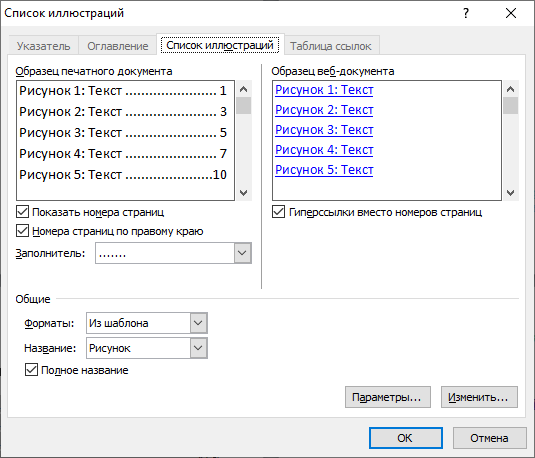 Список иллюстраций
? ×
Указатель Оглавление Список иллюстраций Таблица ссылок
Образец печатного документа
Рисунок 1: Текст ........................ 1
Рисунок 2: Текст ........................ 3
Рисунок 3: Текст ........................ 5
Рисунок 4: Текст ........................ 7
Рисунок 5: Текст ........................10
Образец веб-документа
Рисунок 1: Текст
Рисунок 2: Текст
Рисунок 3: Текст
Рисунок 4: Текст
Рисунок 5: Текст
Показать номера страниц
Номера страниц по правому краю
Заполнитель: .......
Гиперссылки вместо номеров страниц
Общие
Форматы: Из шаблона
Название: Рисунок
Полное название
Параметры... Изменить...
ОК Отмена